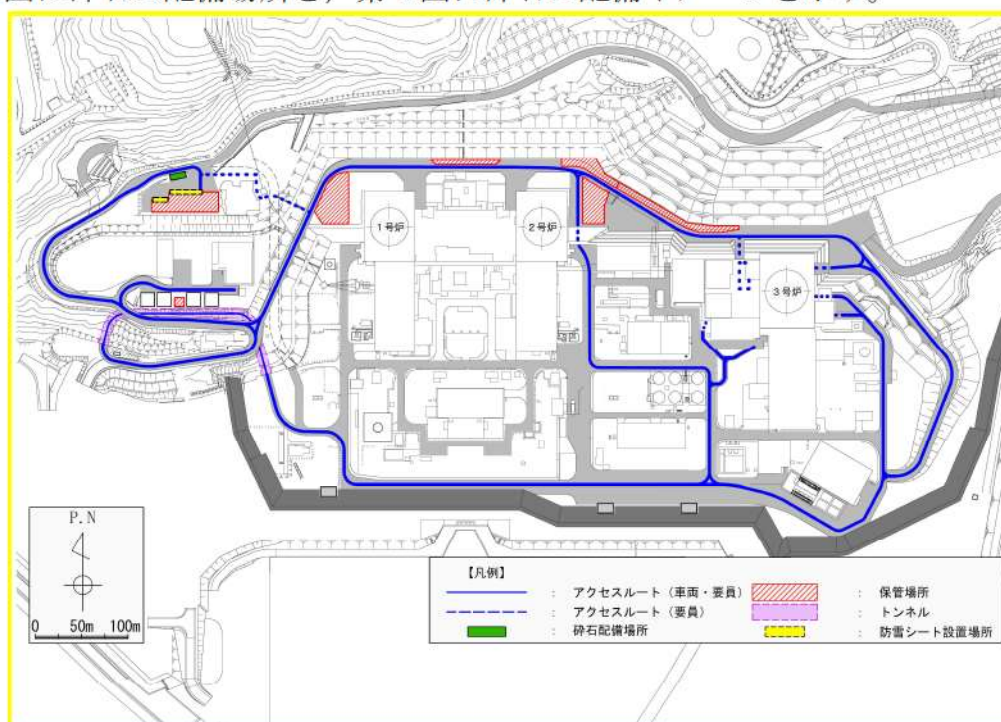 1号炉
2号炉
3号炉
P.N
0 50m 100m
【凡例】
: アクセスルート（車両・要員）
: 保管場所
: アクセスルート（要員）
: トンネル
: 砕石配備場所
: 防雪シート設置場所